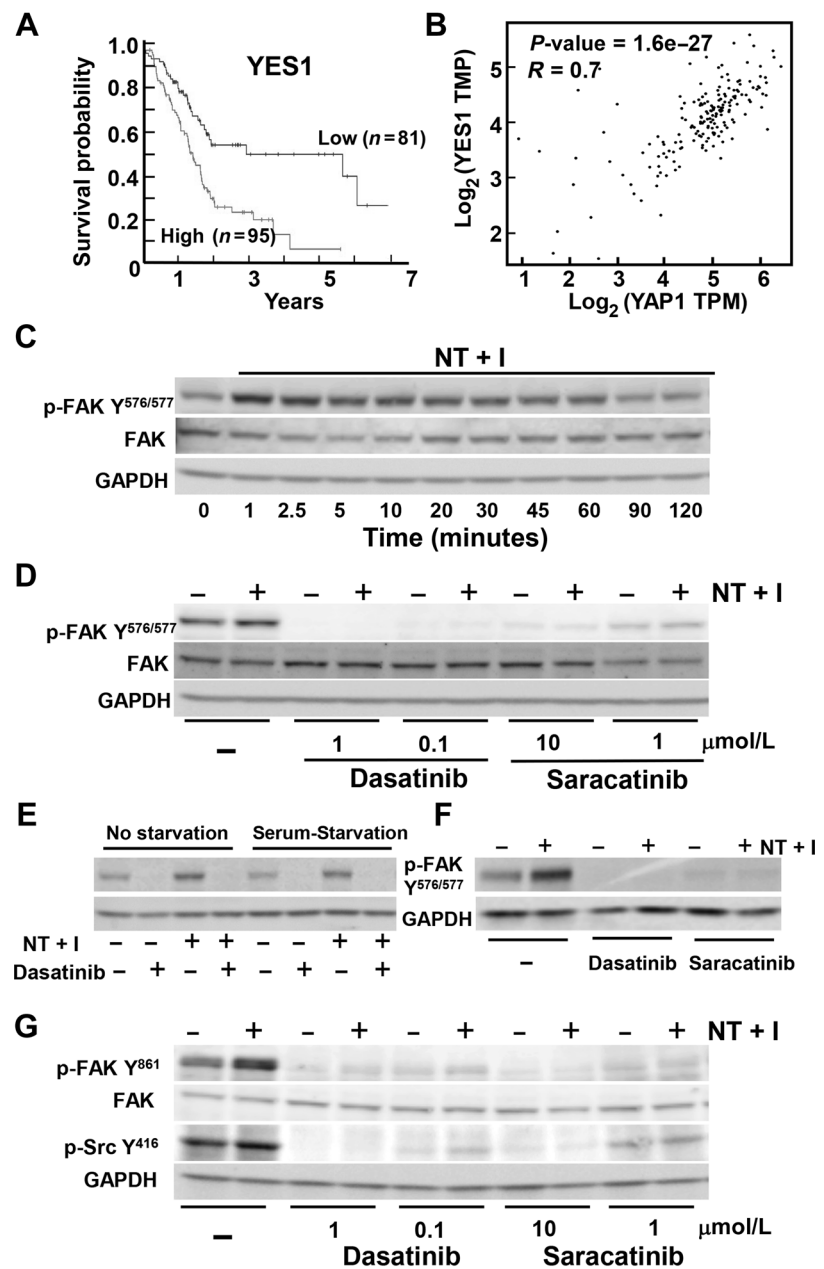 A
YES1
Survival probability
1.0
0.8
0.6
0.4
0.2
0
Low (n=81)
High (n=95)
1 3 5 7
Years
B
P-value = 1.6e–27
R = 0.7
Log2 (YES1 TMP)
5
4
3
2
1 2 3 4 5 6
Log2 (YAP1 TPM)
C
NT + I
p-FAK Y576/577
FAK
GAPDH
0 1 2.5 5 10 20 30 45 60 90 120
Time (minutes)
D
– + – + – + – + – + NT + I
p-FAK Y576/577
FAK
GAPDH
– 1 0.1 10 1 μmol/L
Dasatinib Saracatinib
E
No starvation Serum-Starvation
NT + I – – + + – – + +
Dasatinib – + – + – + – +
F
– + – + – + NT + I
p-FAK
Y576/577
GAPDH
– Dasatinib Saracatinib
G
– + – + – + – + – + NT + I
p-FAK Y861
FAK
p-Src Y416
GAPDH
– 1 0.1 10 1 μmol/L
Dasatinib Saracatinib